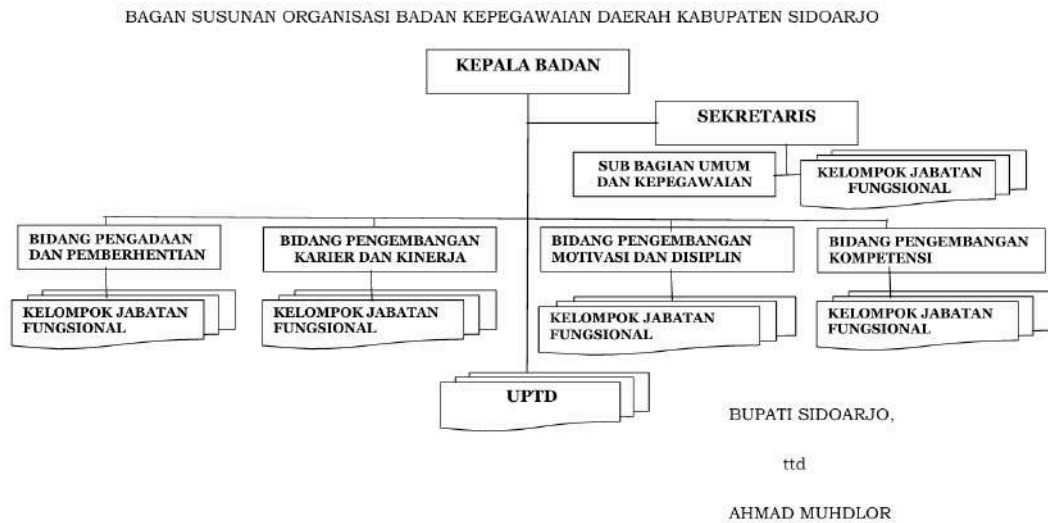 BAGAN SUSUNAN ORGANISASI BADAN KEPEGAWAIAN DAERAH KABUPATEN SIDOARJO
KEPALA BADAN
SEKRETARIS
SUB BAGIAN UMUM
DAN KEPEGAWAIAN
KELOMPOK JABATAN
FUNGSIONAL
BIDANG PENGADAAN
DAN PEMBERHENTIAN
BIDANG PENGEMBANGAN
KARIER DAN KINERJA
BIDANG PENGEMBANGAN
MOTIVASI DAN DISIPLIN
BIDANG PENGEMBANGAN
KOMPETENSI
KELOMPOK JABATAN
FUNGSIONAL
KELOMPOK JABATAN
FUNGSIONAL
KELOMPOK JABATAN
FUNGSIONAL
KELOMPOK JABATAN
FUNGSIONAL
UPTD
BUPATI SIDOARJO,
ttd
AHMAD MUHDLOR